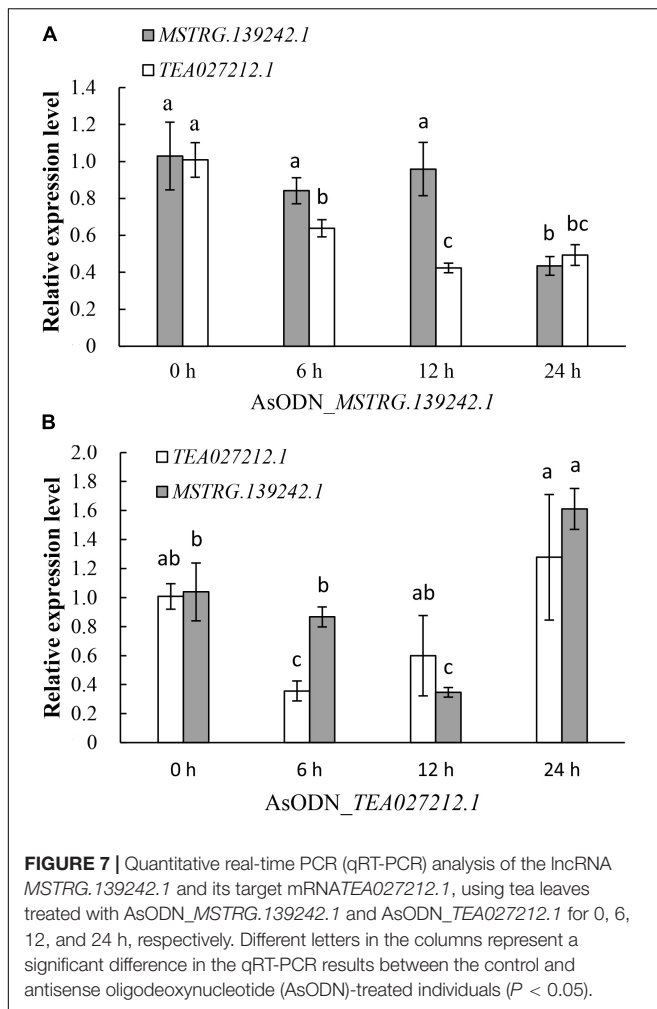 A
MSTRG.139242.1
TEA027212.1
Relative expression level
1.4
1.2
1.0
0.8
0.6
0.4
0.2
0
a a a b a c b bc
0 h 6 h 12 h 24 h
AsODN_MSTRG.139242.1
B
TEA027212.1
MSTRG.139242.1
Relative expression level
2.0
1.8
1.6
1.4
1.2
1.0
0.8
0.6
0.4
0.2
0
ab b c b ab c a a
0 h 6 h 12 h 24 h
AsODN_TEA027212.1
FIGURE 7 | Quantitative real-time PCR (qRT-PCR) analysis of the lncRNA
MSTRG.139242.1 and its target mRNATEA027212.1, using tea leaves
treated with AsODN_MSTRG.139242.1 and AsODN_TEA027212.1 for 0, 6,
12, and 24 h, respectively. Different letters in the columns represent a
significant difference in the qRT-PCR results between the control and
antisense oligodeoxynucleotide (AsODN)-treated individuals (P < 0.05).